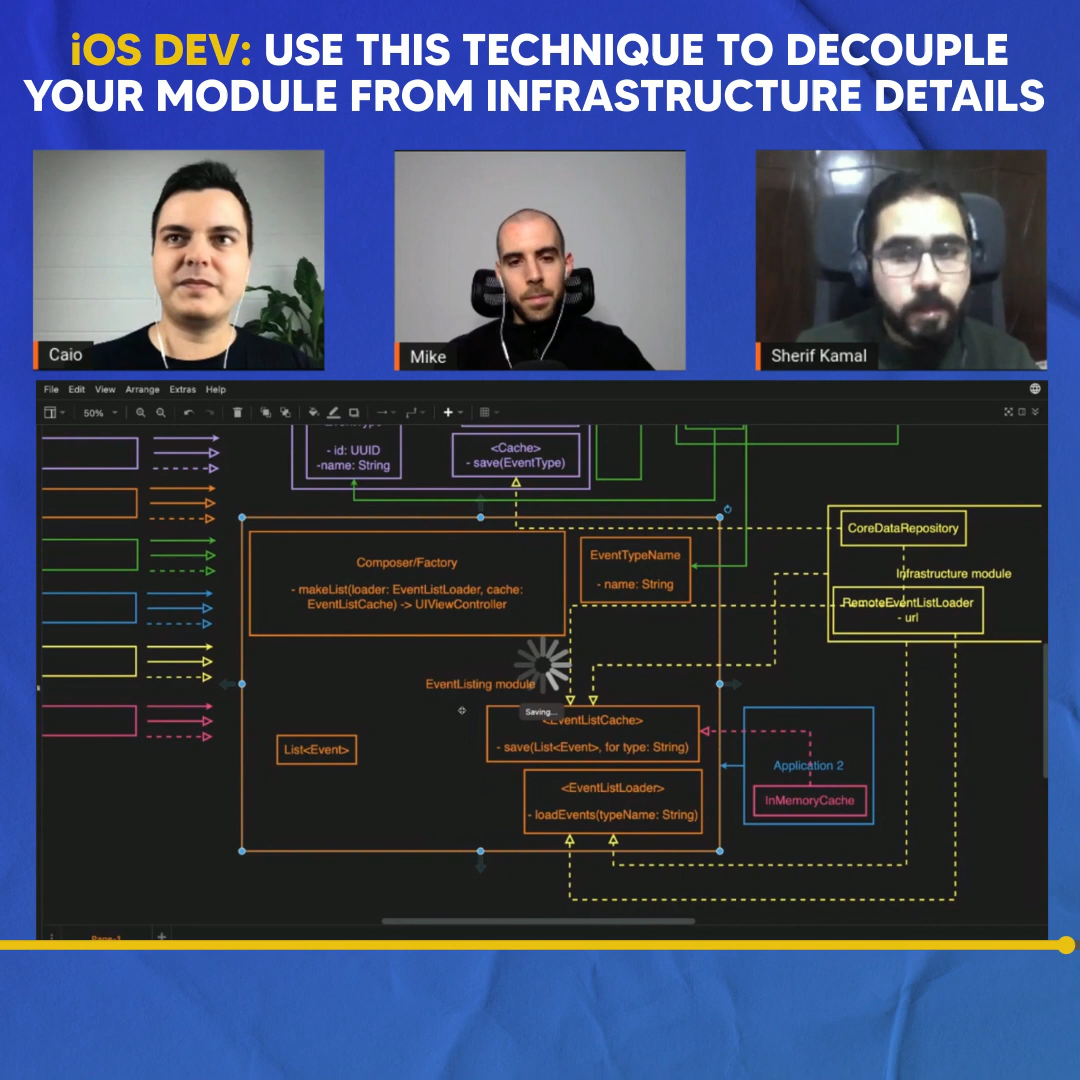 iOS DEV: USE THIS TECHNIQUE TO DECOUPLE
YOUR MODULE FROM INFRASTRUCTURE DETAILS
Caio
Mike
Sherif Kamal
File Edit View Arrange Extras Help
50%
- id: UUID
-name: String
<Cache>
- save(EventType)
Composer/Factory
- makeList(loader: EventListLoader, cache:
EventListCache) -> UIViewController
EventTypeName
- name: String
CoreDataRepository
Infrastructure module
RemoteEventListLoader
- url
EventListing module
Saving...
<EventListCache>
- save(List<Event>, for type: String)
List<Event>
<EventListLoader>
- loadEvents(typeName: String)
Application 2
InMemoryCache
Page-1